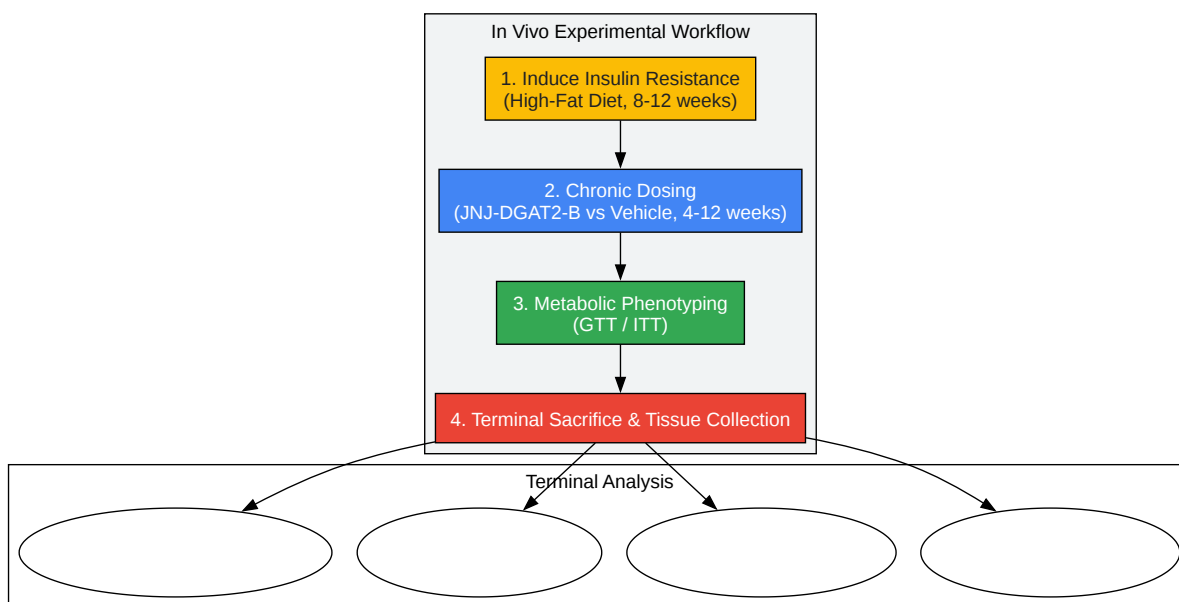 In Vivo Experimental Workflow
1. Induce Insulin Resistance
(High-Fat Diet, 8-12 weeks)
2. Chronic Dosing
(JNJ-DGAT2-B vs Vehicle, 4-12 weeks)
3. Metabolic Phenotyping
(GTT / ITT)
4. Terminal Sacrifice & Tissue Collection
Terminal Analysis